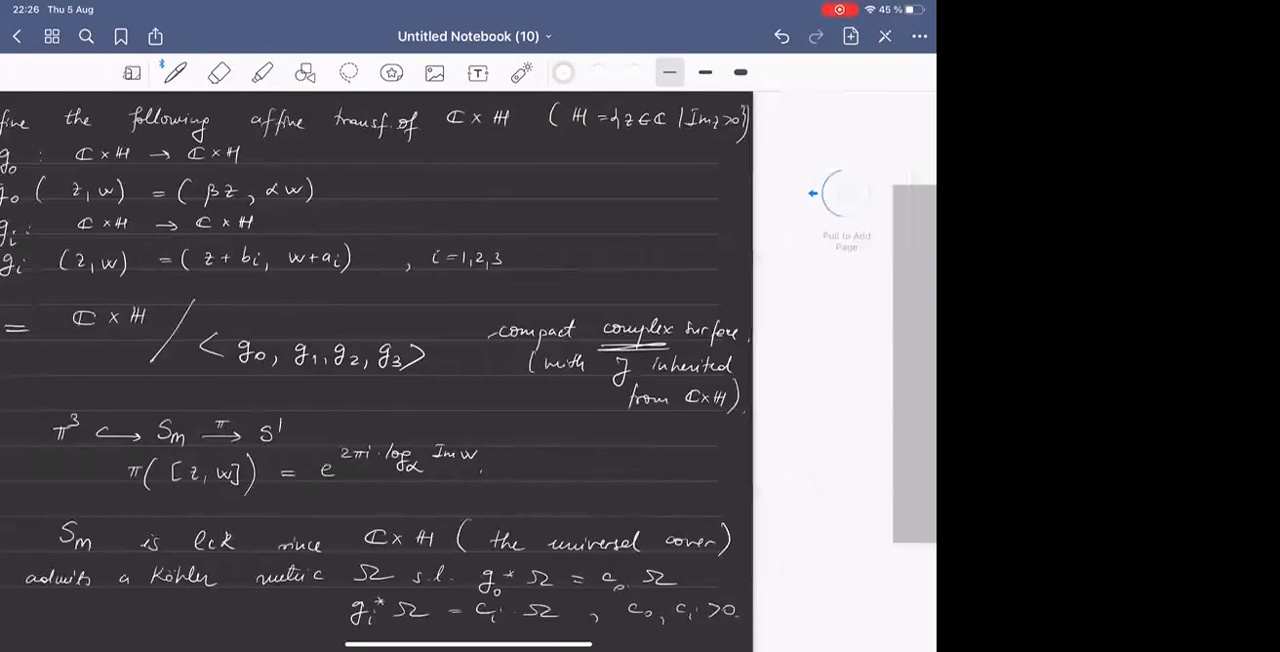 22:26 Thu 5 Aug 45 %
Untitled Notebook (10)
fine the following affine transf. of ℂ × ℍ ( ℍ = {z ∈ ℂ | Im z > 0}
g₀ : ℂ × ℍ → ℂ × ℍ
g₀ ( z, w) = ( βz , αw)
gᵢ : ℂ × ℍ → ℂ × ℍ
gᵢ (z, w) = ( z + bᵢ, w + aᵢ) , i = 1, 2, 3
= ℂ × ℍ / < g₀, g₁, g₂, g₃ > compact complex surface
(with J inherited
from ℂ × ℍ).
𝕋³ ↪ S_M →^π S¹
π( [z, w]) = e^{2πi · log_α Im w}.
S_M is lcK since ℂ × ℍ ( the universal cover)
admits a Kähler metric Ω s.t. g₀* Ω = c₀ Ω
gᵢ* Ω = cᵢ · Ω , c₀, cᵢ > 0.
Pull to Add
Page